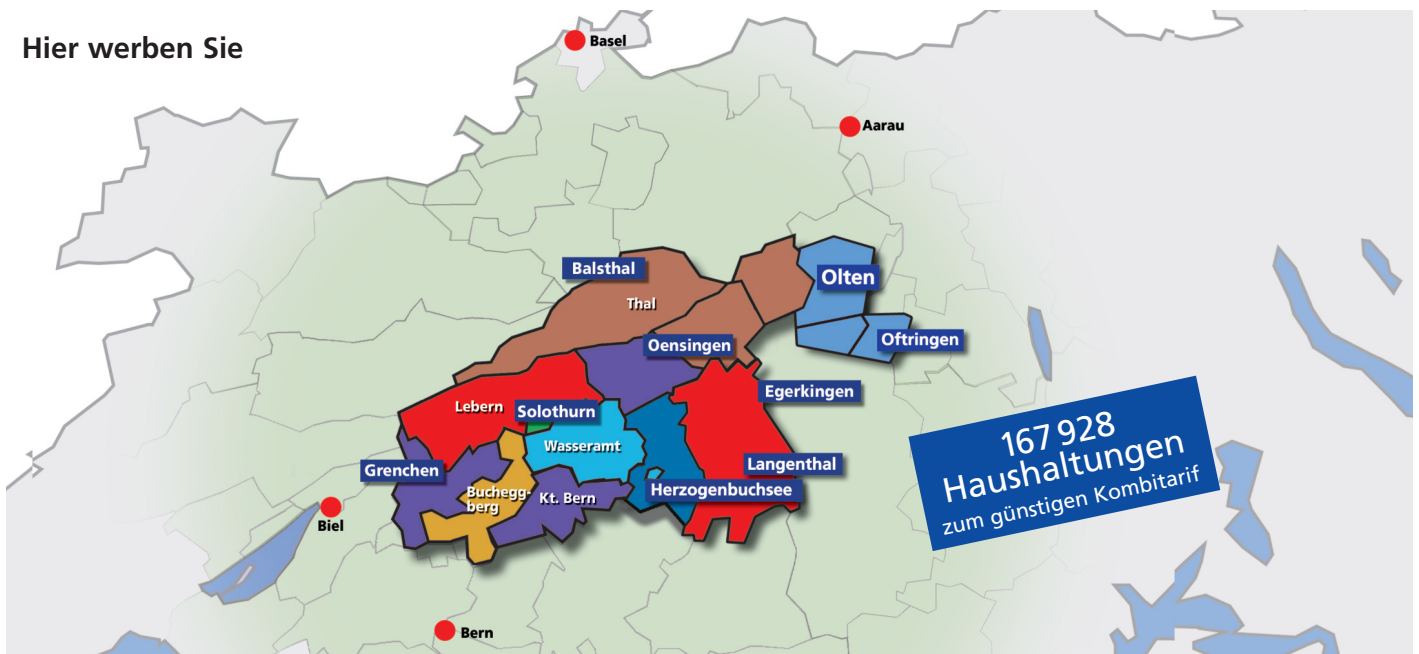 Hier werben Sie
Basel
Aarau
Balsthal
Olten
Thal
Oensingen
Oftringen
Egerkingen
Lebern
Solothurn
Wasseramt
Grenchen
Langenthal
Buchegg-
berg
Kt. Bern
Herzogenbuchsee
167 928
Haushaltungen
zum günstigen Kombitarif
Biel
Bern